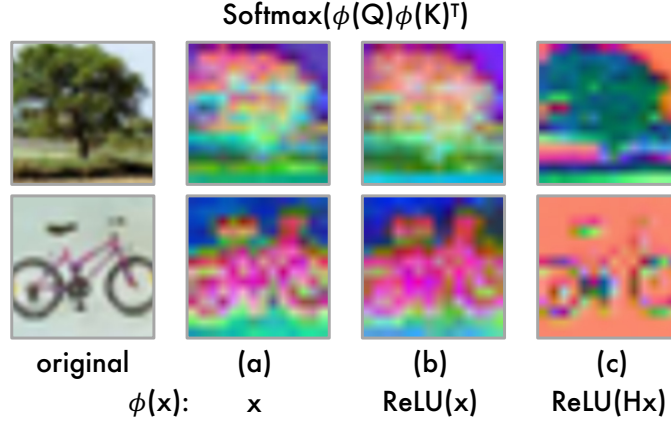 Softmax(ϕ(Q)ϕ(K)ᵀ)
original (a) (b) (c)
ϕ(x): x ReLU(x) ReLU(Hx)